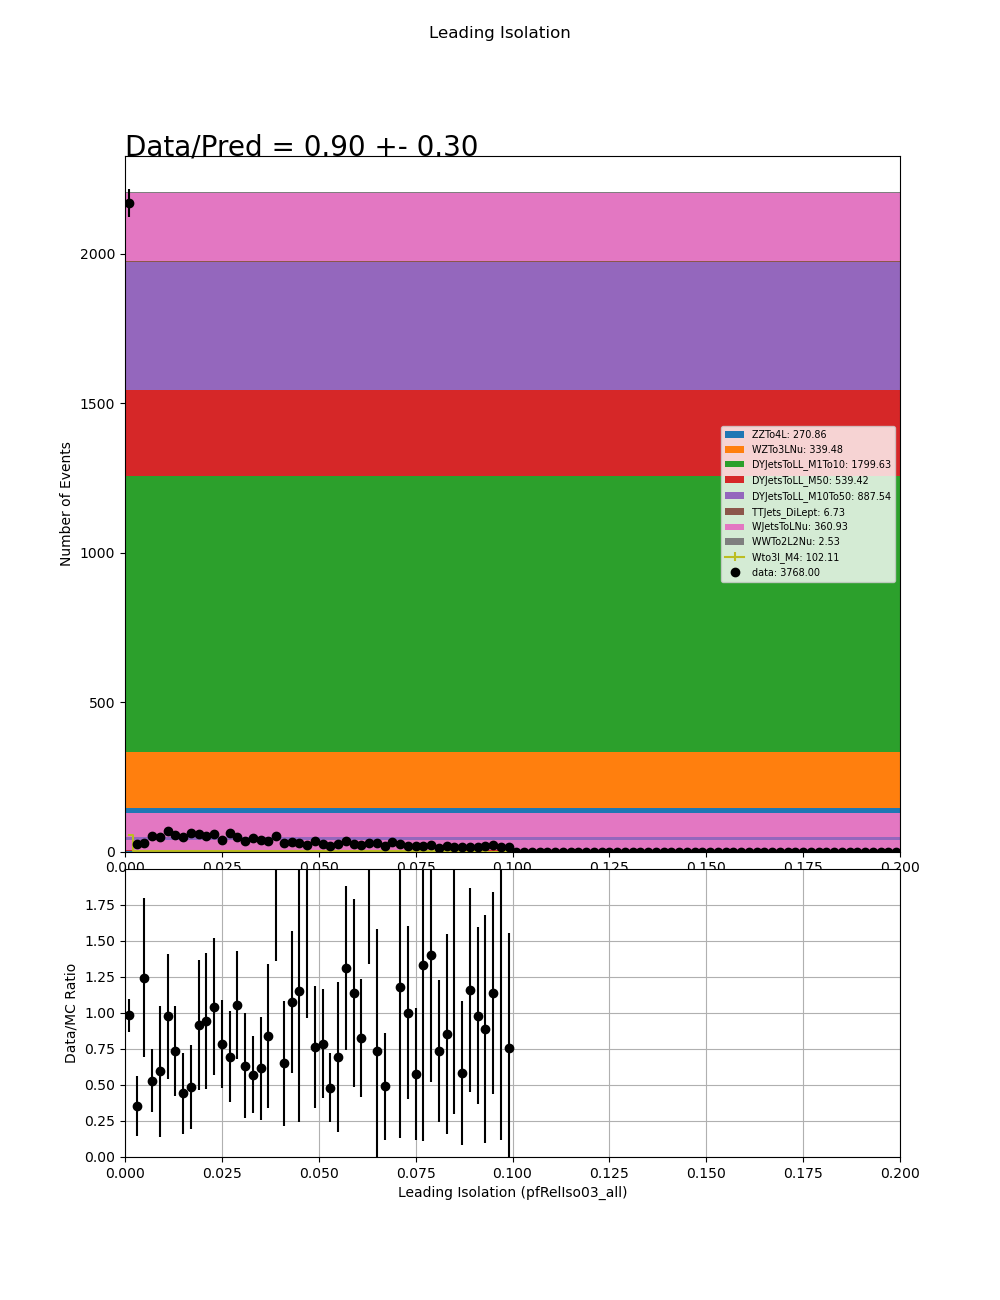 Leading Isolation
Data/Pred = 0.90 +- 0.30
Number of Events
2000
1500
1000
500
0
ZZTo4L: 270.86
WZTo3LNu: 339.48
DYJetsToLL_M1To10: 1799.63
DYJetsToLL_M50: 539.42
DYJetsToLL_M10To50: 887.54
TTJets_DiLept: 6.73
WJetsToLNu: 360.93
WWTo2L2Nu: 2.53
Wto3l_M4: 102.11
data: 3768.00
0.000 0.025 0.050 0.075 0.100 0.125 0.150 0.175 0.200
Data/MC Ratio
1.75
1.50
1.25
1.00
0.75
0.50
0.25
0.00
0.000 0.025 0.050 0.075 0.100 0.125 0.150 0.175 0.200
Leading Isolation (pfRelIso03_all)